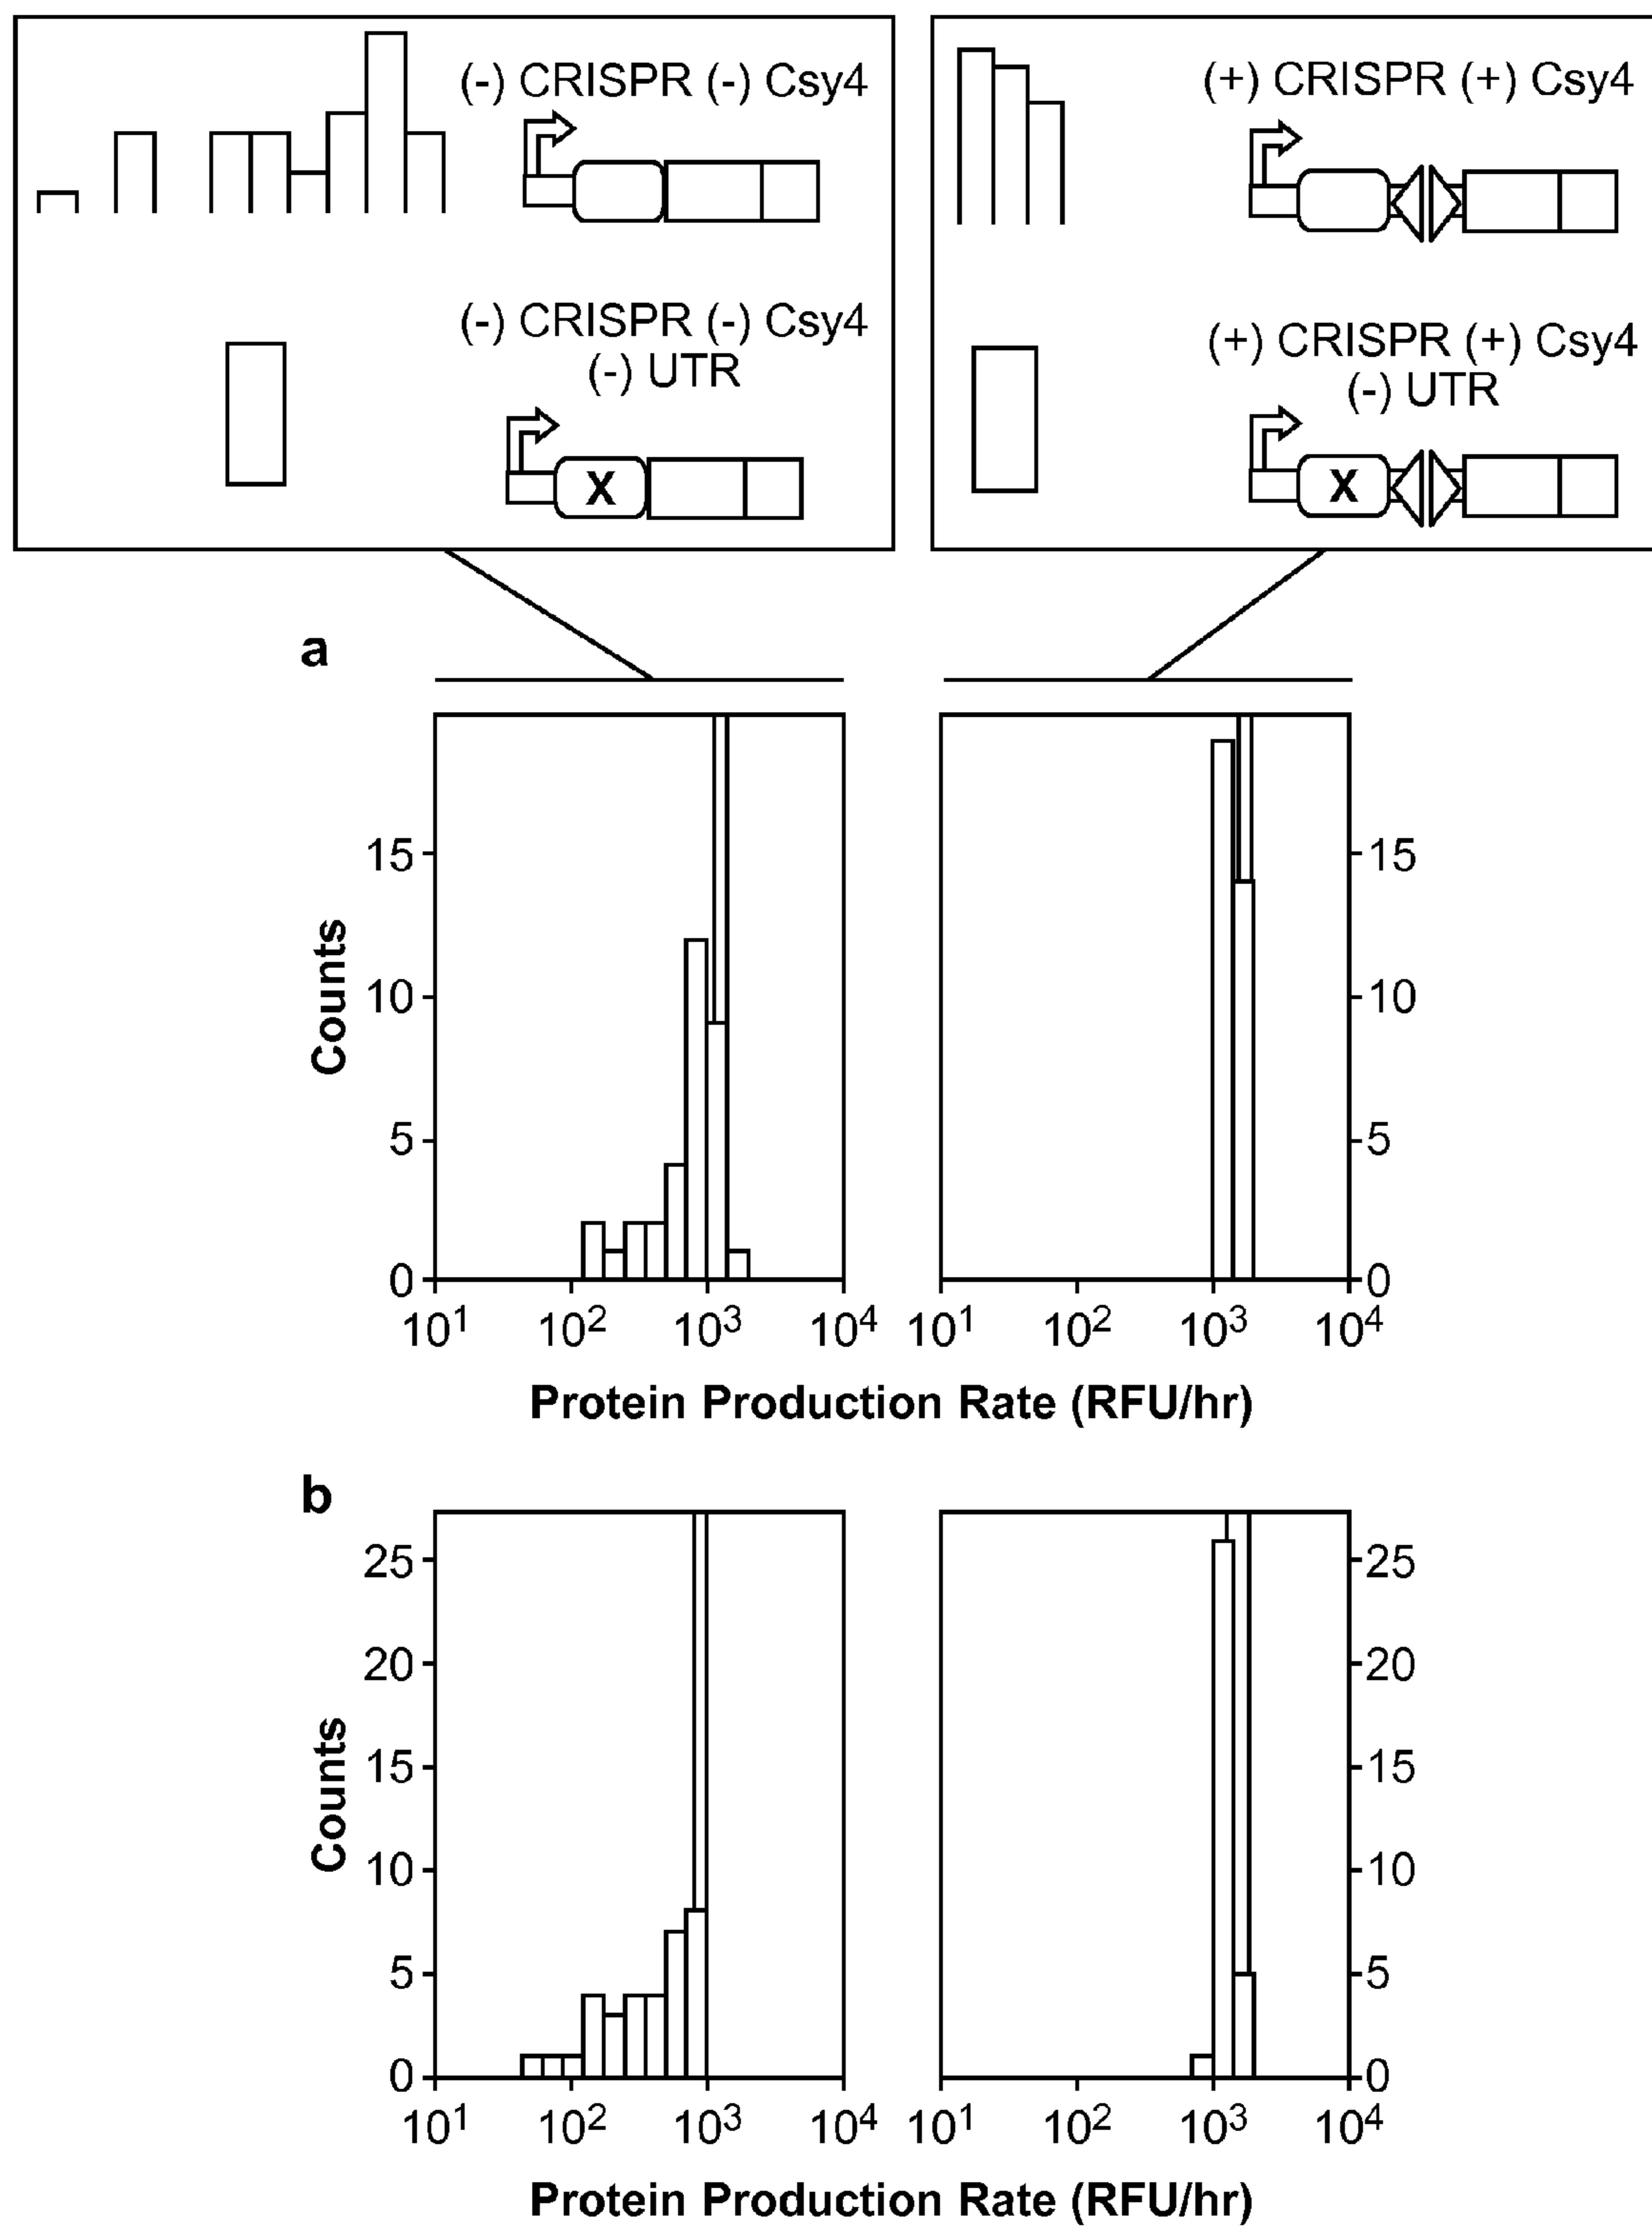 (-) CRISPR (-) Csy4
(-) CRISPR (-) Csy4
(-) UTR
X
(+) CRISPR (+) Csy4
(+) CRISPR (+) Csy4
(-) UTR
X
a
Counts
15
10
5
0
15
10
5
0
10¹ 10² 10³ 10⁴ 10¹ 10² 10³ 10⁴
Protein Production Rate (RFU/hr)
b
Counts
25
20
15
10
5
0
25
20
15
10
5
0
10¹ 10² 10³ 10⁴ 10¹ 10² 10³ 10⁴
Protein Production Rate (RFU/hr)